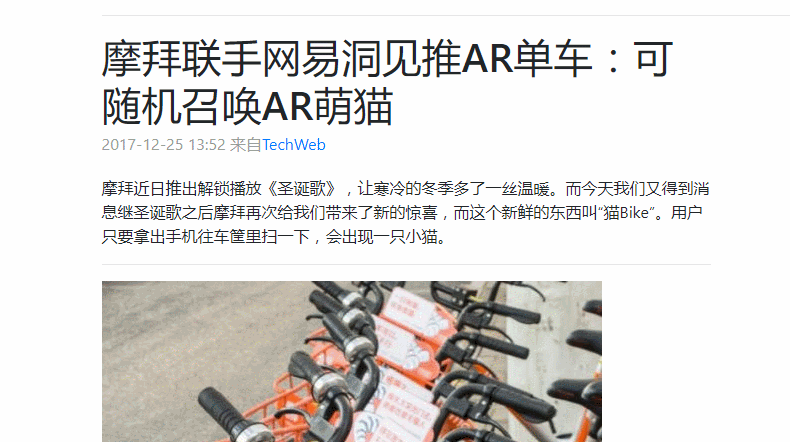 摩拜联手网易洞见推AR单车：可
随机召唤AR萌猫
2017-12-25 13:52 来自TechWeb
摩拜近日推出解锁播放《圣诞歌》，让寒冷的冬季多了一丝温暖。而今天我们又得到消
息继圣诞歌之后摩拜再次给我们带来了新的惊喜，而这个新鲜的东西叫“猫Bike”。用户
只要拿出手机往车筐里扫一下，会出现一只小猫。